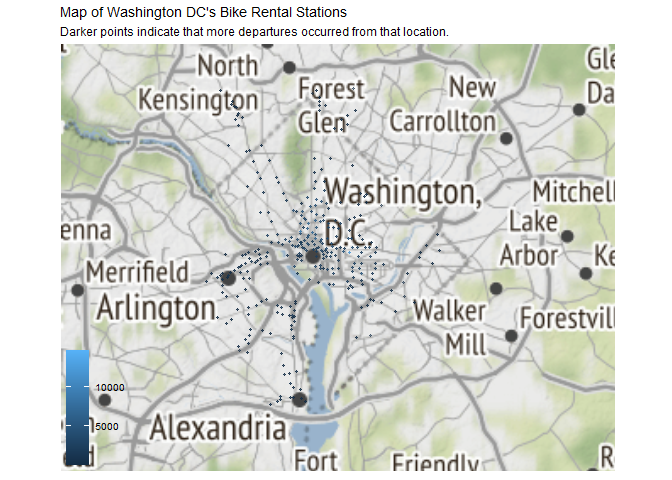 Map of Washington DC's Bike Rental Stations
Darker points indicate that more departures occurred from that location.
North
Kensington
Forest
Glen
New
Carrollton
Gle
Da
Washington,
D.C.
Mitchell
Lake
Arbor
Ke
enna
Merrifield
Arlington
Walker
Mill
Forestvill
10000
5000
Alexandria
ld
Fort
Friendly
R